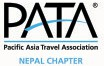 PATA
Pacific Asia Travel Association
NEPAL CHAPTER